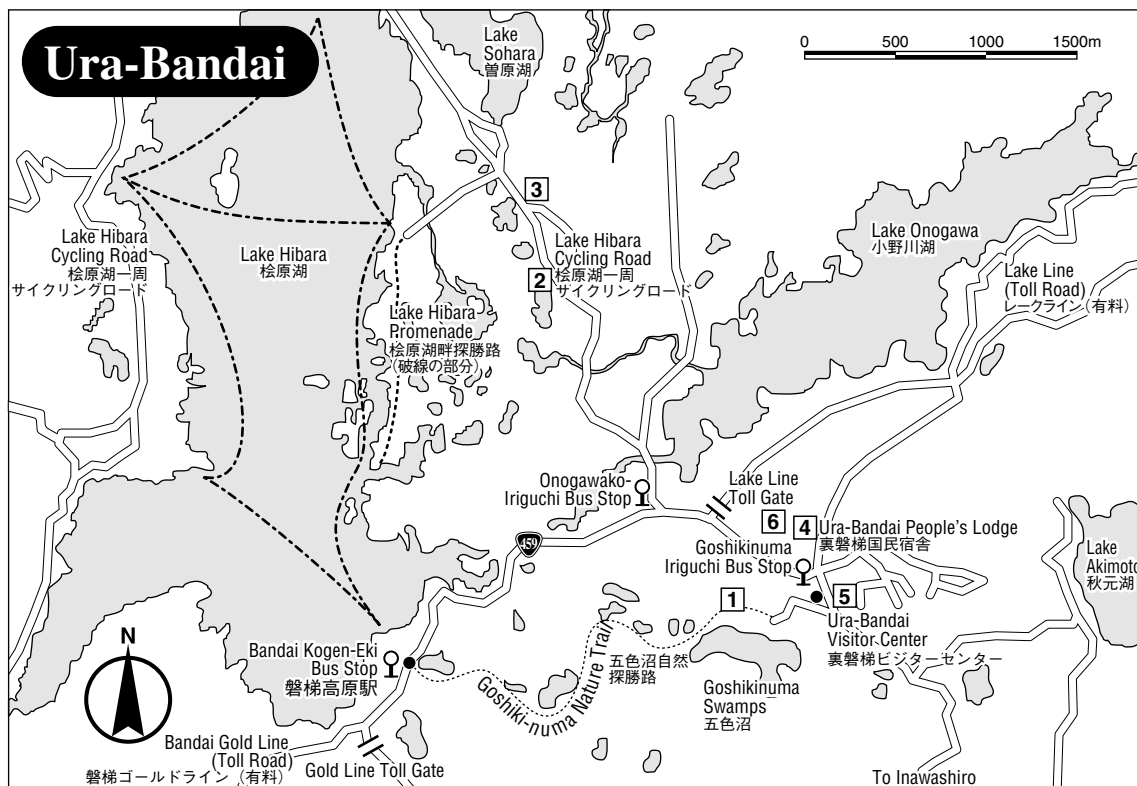 Ura-Bandai
Lake
Sohara
曽原湖
0 500 1000 1500m
3
Lake Hibara
Cycling Road
桧原湖一周
サイクリングロード
Lake Hibara
桧原湖
Lake Hibara
Cycling Road
桧原湖一周
サイクリングロード
2
Lake Onogawa
小野川湖
Lake Line
(Toll Road)
レークライン（有料）
Lake Hibara
Promenade
桧原湖畔探勝路
（破線の部分）
Onogawako-
Iriguchi Bus Stop
Lake Line
Toll Gate
459
6
4
Ura-Bandai People's Lodge
裏磐梯国民宿舎
Goshikinuma
Iriguchi Bus Stop
Lake
Akimoto
秋元湖
1
5
Ura-Bandai
Visitor Center
裏磐梯ビジターセンター
Bandai Kogen-Eki
Bus Stop
磐梯高原駅
Goshiki-numa Nature Train
五色沼自然
探勝路
Goshikinuma
Swamps
五色沼
N
Bandai Gold Line
(Toll Road)
磐梯ゴールドライン（有料）
Gold Line Toll Gate
To Inawashiro